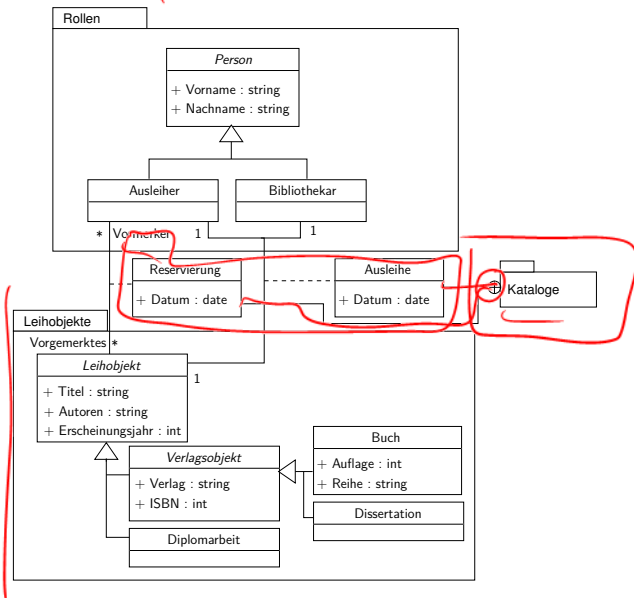 Rollen
Person
+ Vorname : string
+ Nachname : string
Ausleiher
Bibliothekar
* Vormerker 1
1
Reservierung
+ Datum : date
Ausleihe
+ Datum : date
Kataloge
Leihobjekte
Vorgemerktes *
Leihobjekt
+ Titel : string
+ Autoren : string
+ Erscheinungsjahr : int
1
Verlagsobjekt
+ Verlag : string
+ ISBN : int
Buch
+ Auflage : int
+ Reihe : string
Dissertation
Diplomarbeit